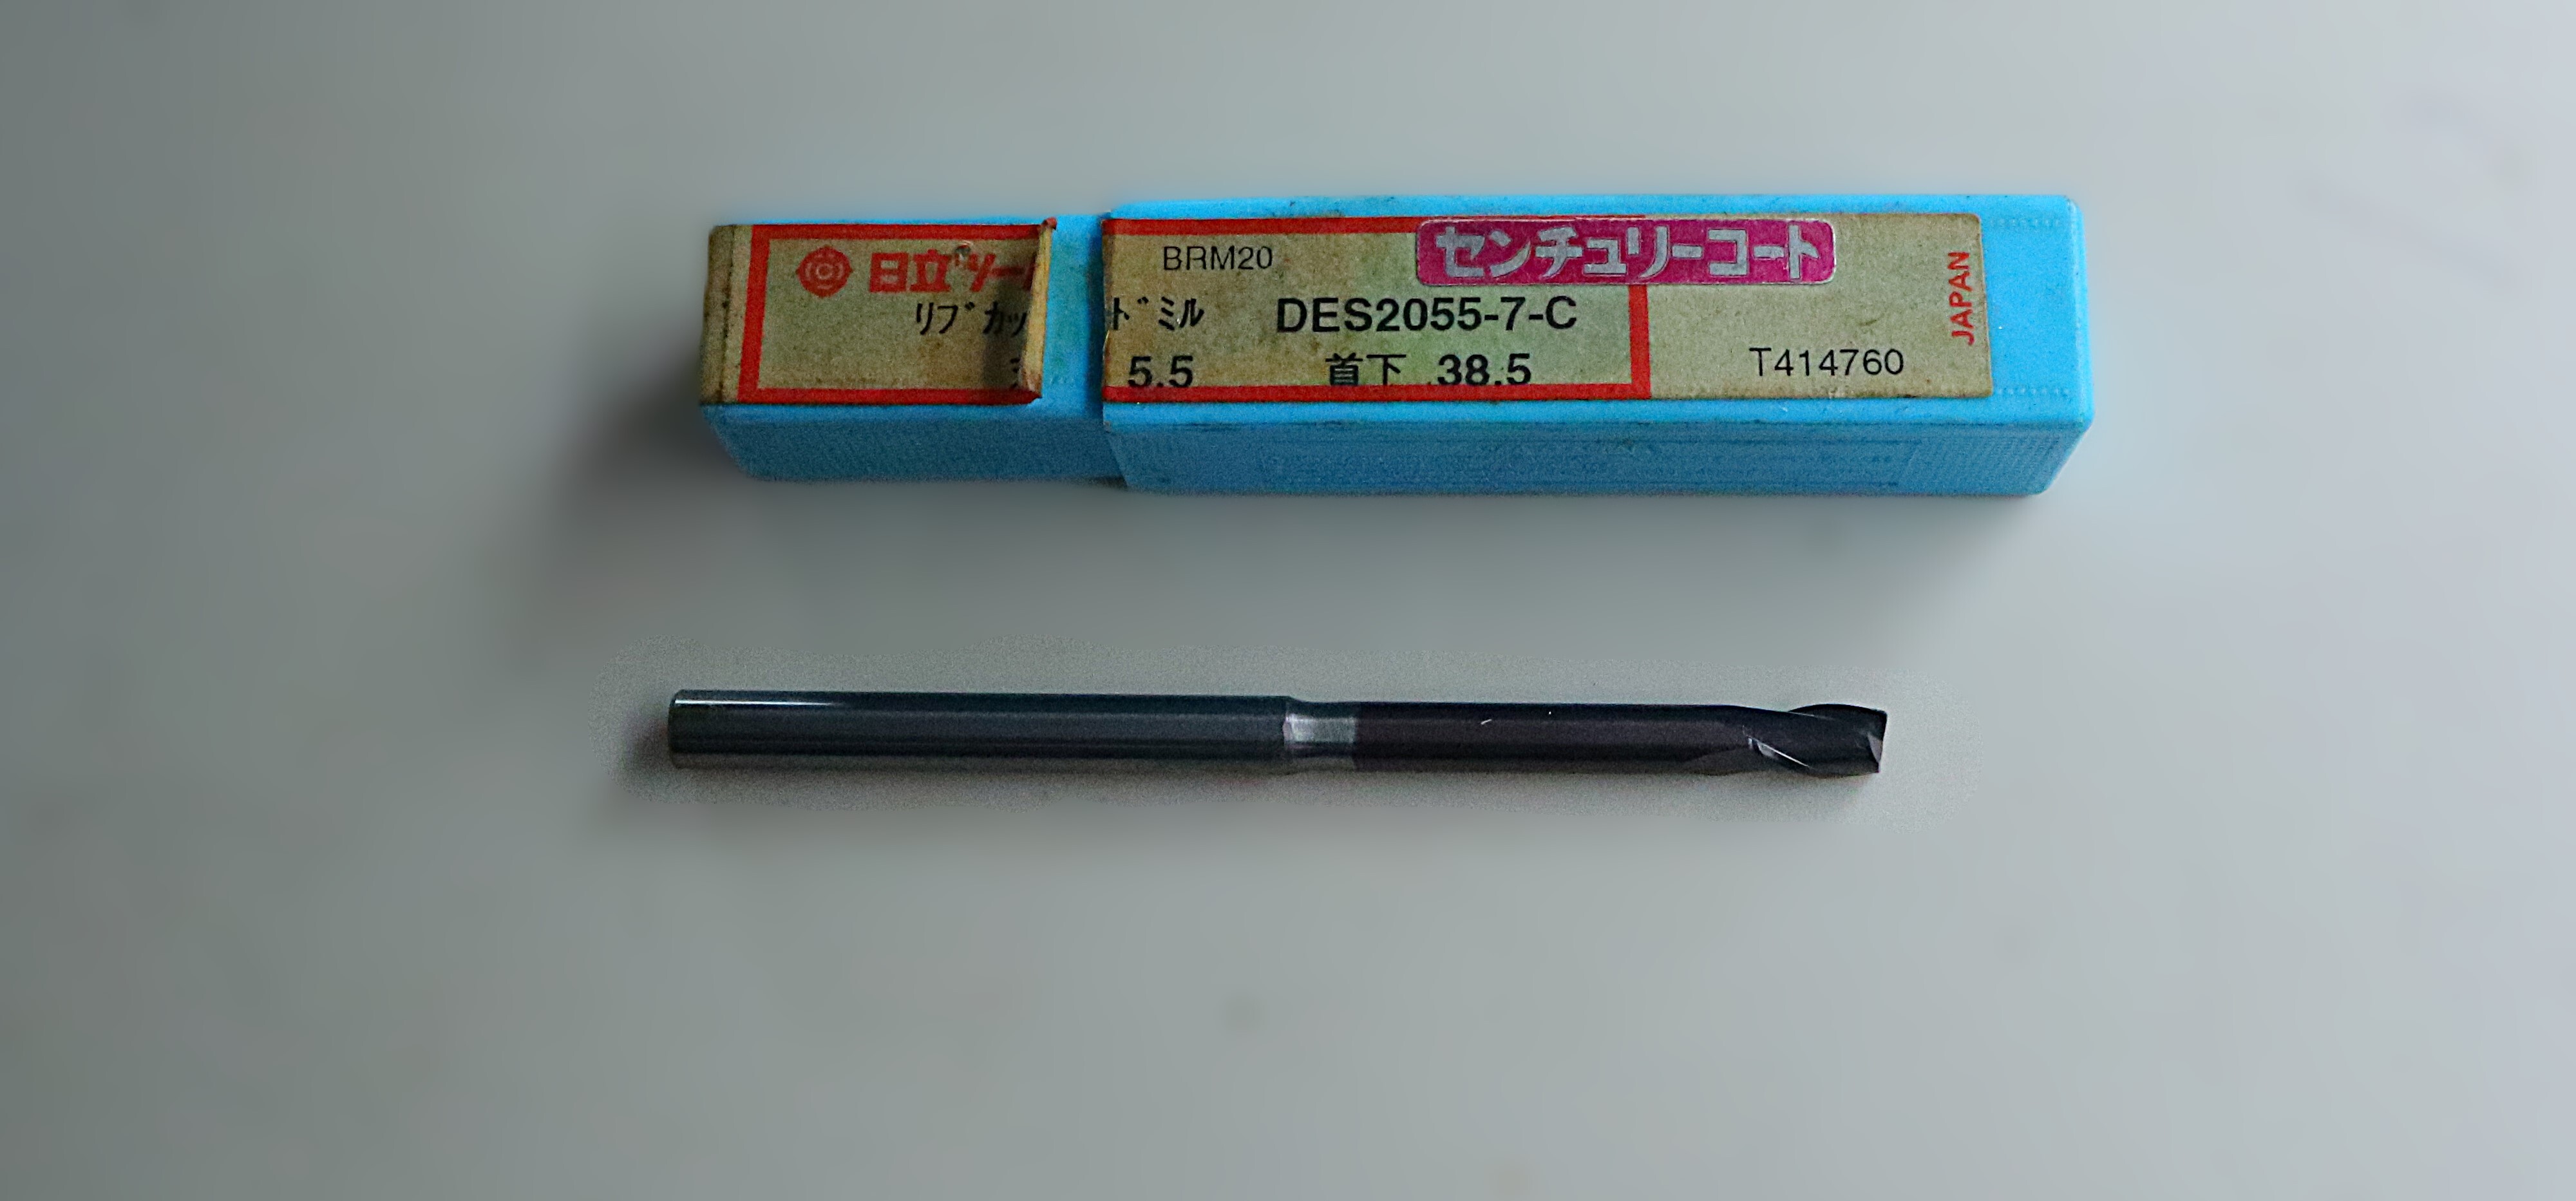 日立ツー
BRM20
センチュリーコート
リブカッ
ドミル DES2055-7-C
5.5 首下 38.5
T414760
JAPAN